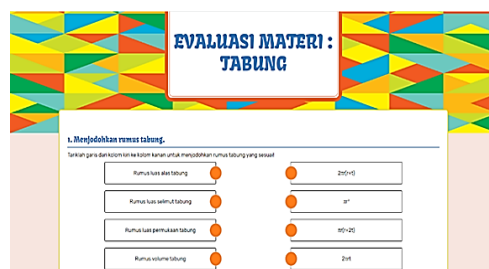 EVALUASI MATERI :
TABUNG
1. Menjodohkan rumus tabung.
Tariklah garis dari kolom kiri ke kolom kanan untuk menjodohkan rumus tabung yang sesuai!
Rumus luas alas tabung
2πr(r+t)
Rumus luas selimut tabung
πr²
Rumus luas permukaan tabung
πr(r+2t)
Rumus volume tabung
2πrt